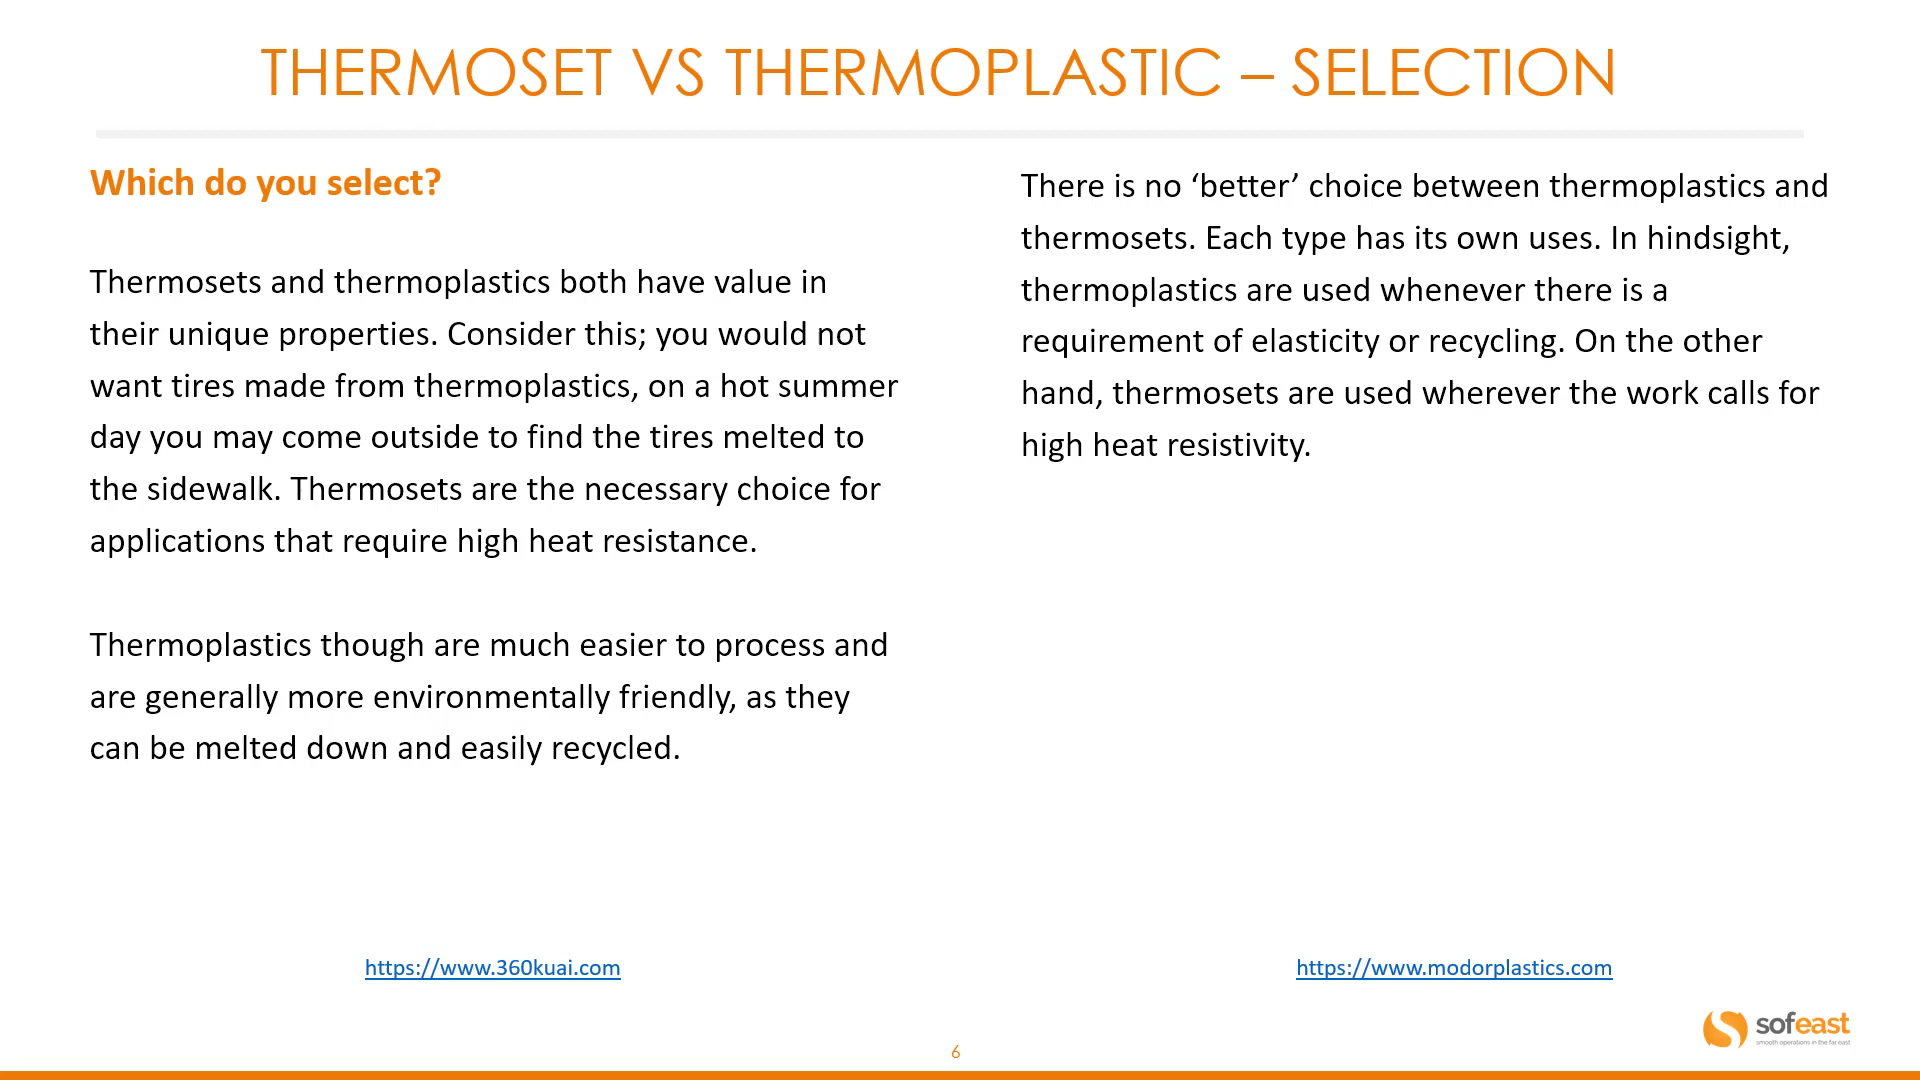 THERMOSET VS THERMOPLASTIC – SELECTION
Which do you select?
Thermosets and thermoplastics both have value in
their unique properties. Consider this; you would not
want tires made from thermoplastics, on a hot summer
day you may come outside to find the tires melted to
the sidewalk. Thermosets are the necessary choice for
applications that require high heat resistance.
Thermoplastics though are much easier to process and
are generally more environmentally friendly, as they
can be melted down and easily recycled.
https://www.360kuai.com
There is no ‘better’ choice between thermoplastics and
thermosets. Each type has its own uses. In hindsight,
thermoplastics are used whenever there is a
requirement of elasticity or recycling. On the other
hand, thermosets are used wherever the work calls for
high heat resistivity.
https://www.modorplastics.com
sofeast
smooth operations in the far east
6